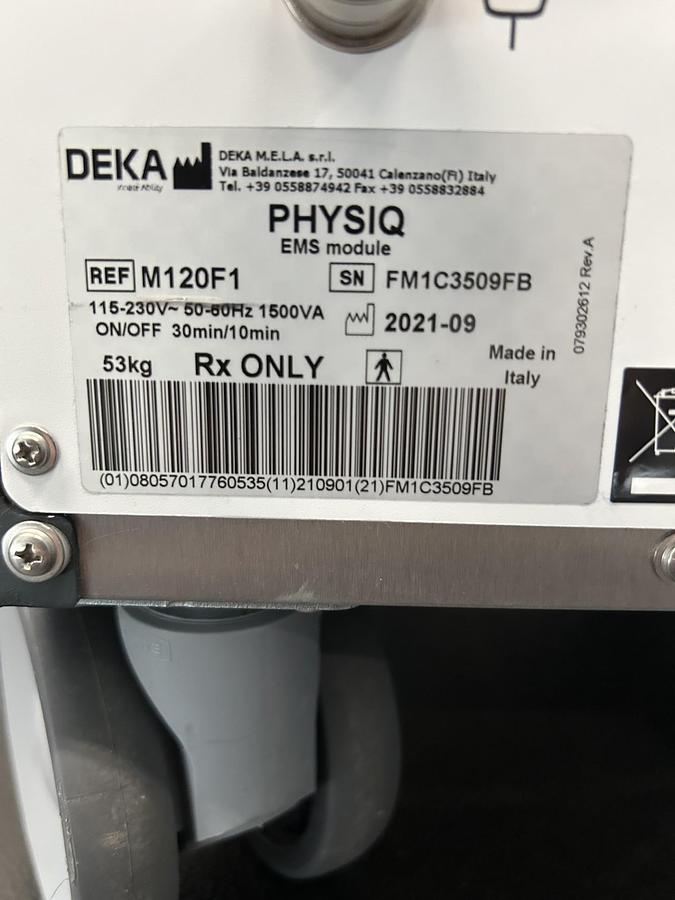 DEKA
Innate Ability
DEKA M.E.L.A. s.r.l.
Via Baldanzese 17, 50041 Calenzano(FI) Italy
Tel. +39 0558874942 Fax +39 0558832884
PHYSIQ
EMS module
REF M120F1
SN FM1C3509FB
115-230V~ 50-60Hz 1500VA
ON/OFF 30min/10min
2021-09
53kg Rx ONLY
Made in
Italy
079302612 Rev.A
(01)08057017760535(11)210901(21)FM1C3509FB